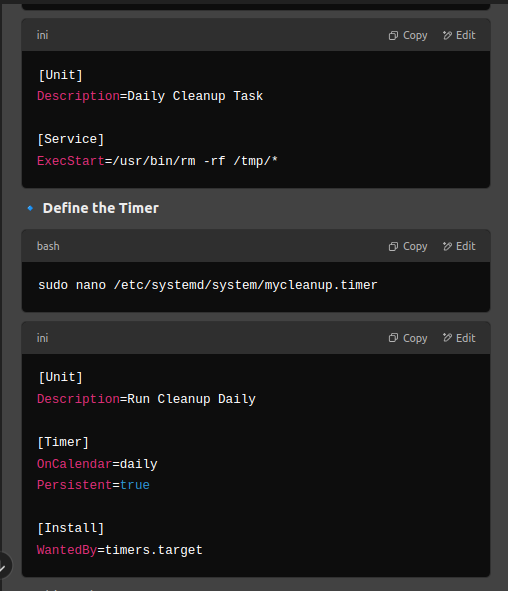 ini
Copy
Edit
[Unit]
Description=Daily Cleanup Task
[Service]
ExecStart=/usr/bin/rm -rf /tmp/*
Define the Timer
bash
Copy
Edit
sudo nano /etc/systemd/system/mycleanup.timer
ini
Copy
Edit
[Unit]
Description=Run Cleanup Daily
[Timer]
OnCalendar=daily
Persistent=true
[Install]
WantedBy=timers.target